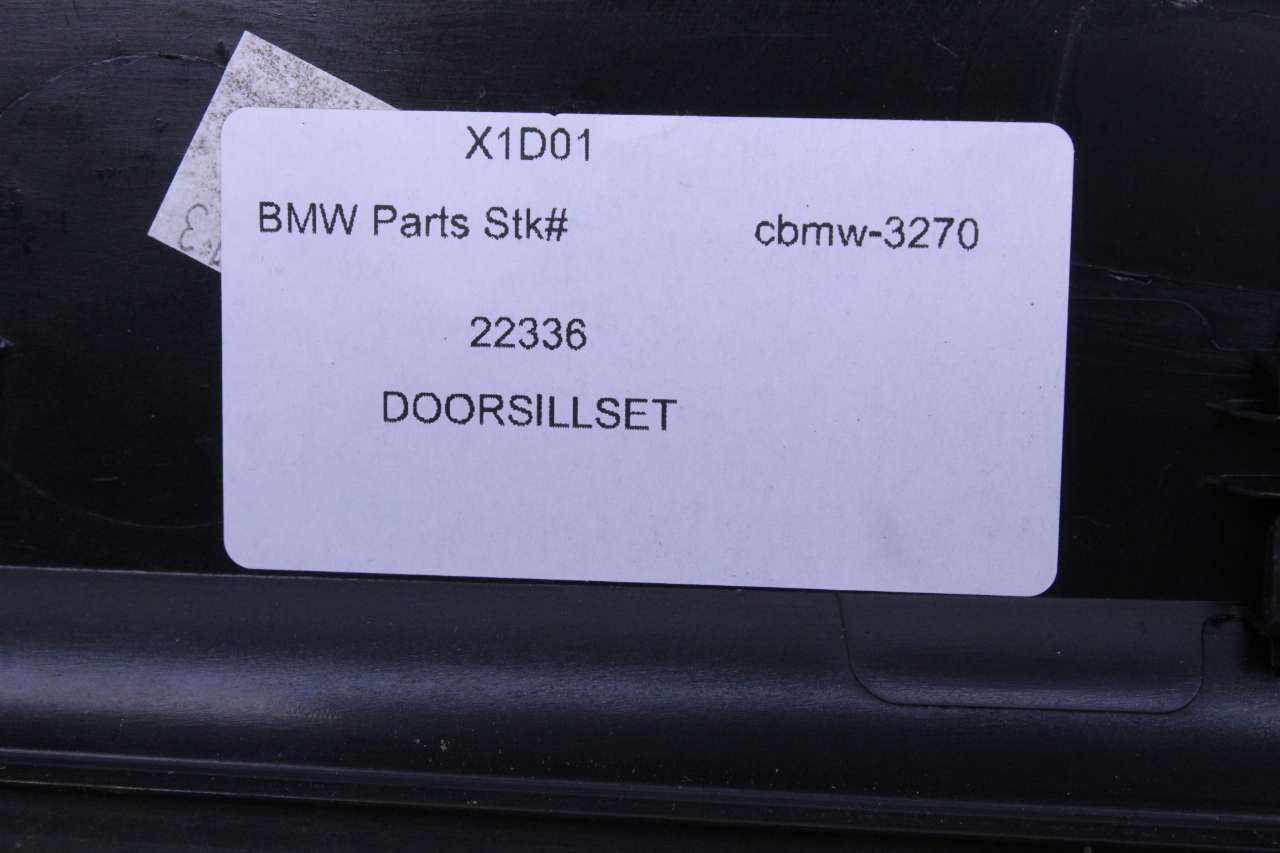 X1D01
BMW Parts Stk# cbmw-3270
22336
DOORSILLSET